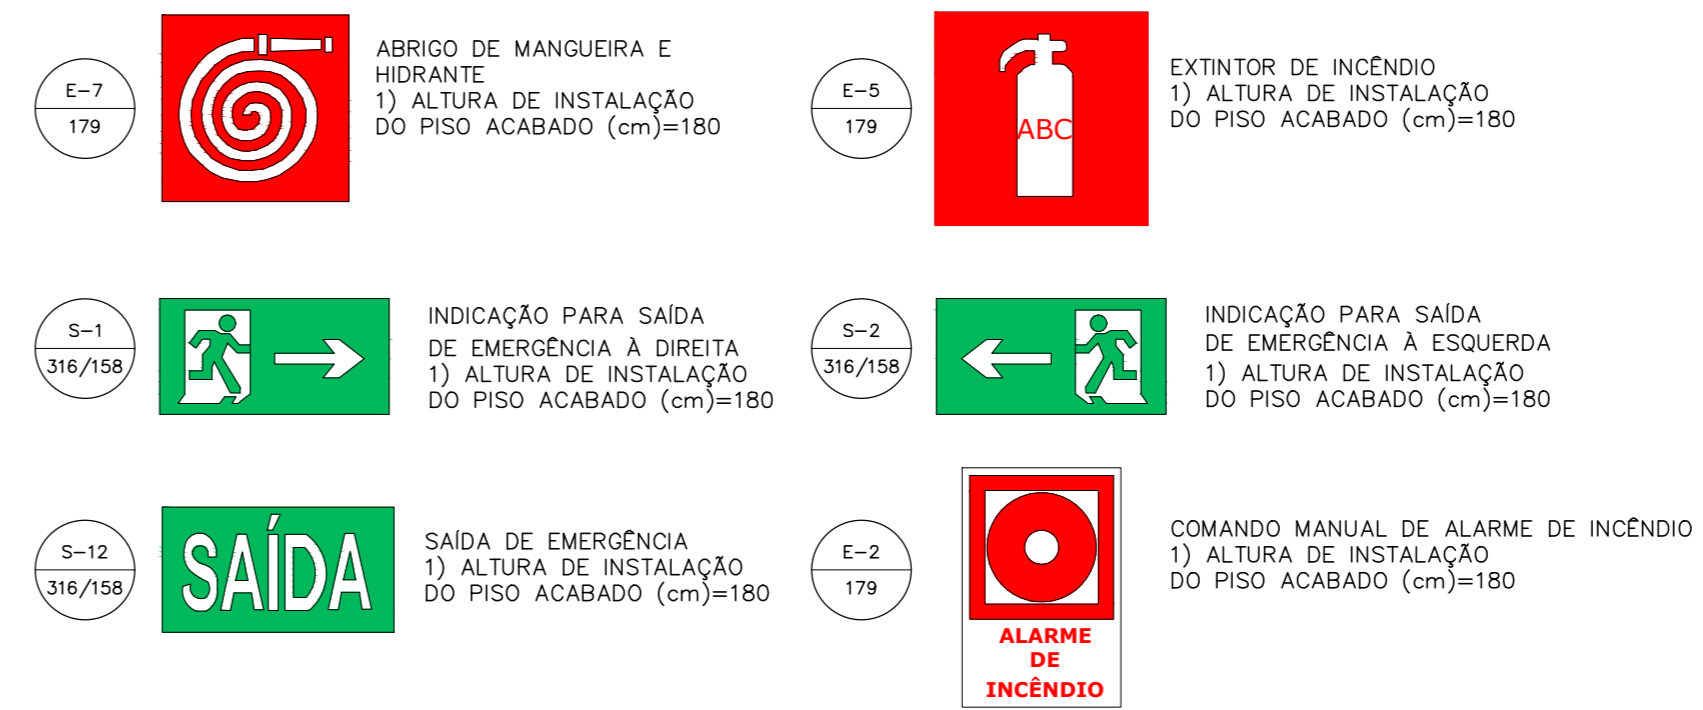 E-7
179
ABRIGO DE MANGUEIRA E
HIDRANTE
1) ALTURA DE INSTALAÇÃO
DO PISO ACABADO (cm)=180
E-5
179
ABC
EXTINTOR DE INCÊNDIO
1) ALTURA DE INSTALAÇÃO
DO PISO ACABADO (cm)=180
S-1
316/158
INDICAÇÃO PARA SAÍDA
DE EMERGÊNCIA À DIREITA
1) ALTURA DE INSTALAÇÃO
DO PISO ACABADO (cm)=180
S-2
316/158
INDICAÇÃO PARA SAÍDA
DE EMERGÊNCIA À ESQUERDA
1) ALTURA DE INSTALAÇÃO
DO PISO ACABADO (cm)=180
S-12
316/158
SAÍDA
SAÍDA DE EMERGÊNCIA
1) ALTURA DE INSTALAÇÃO
DO PISO ACABADO (cm)=180
E-2
179
ALARME
DE
INCÊNDIO
COMANDO MANUAL DE ALARME DE INCÊNDIO
1) ALTURA DE INSTALAÇÃO
DO PISO ACABADO (cm)=180